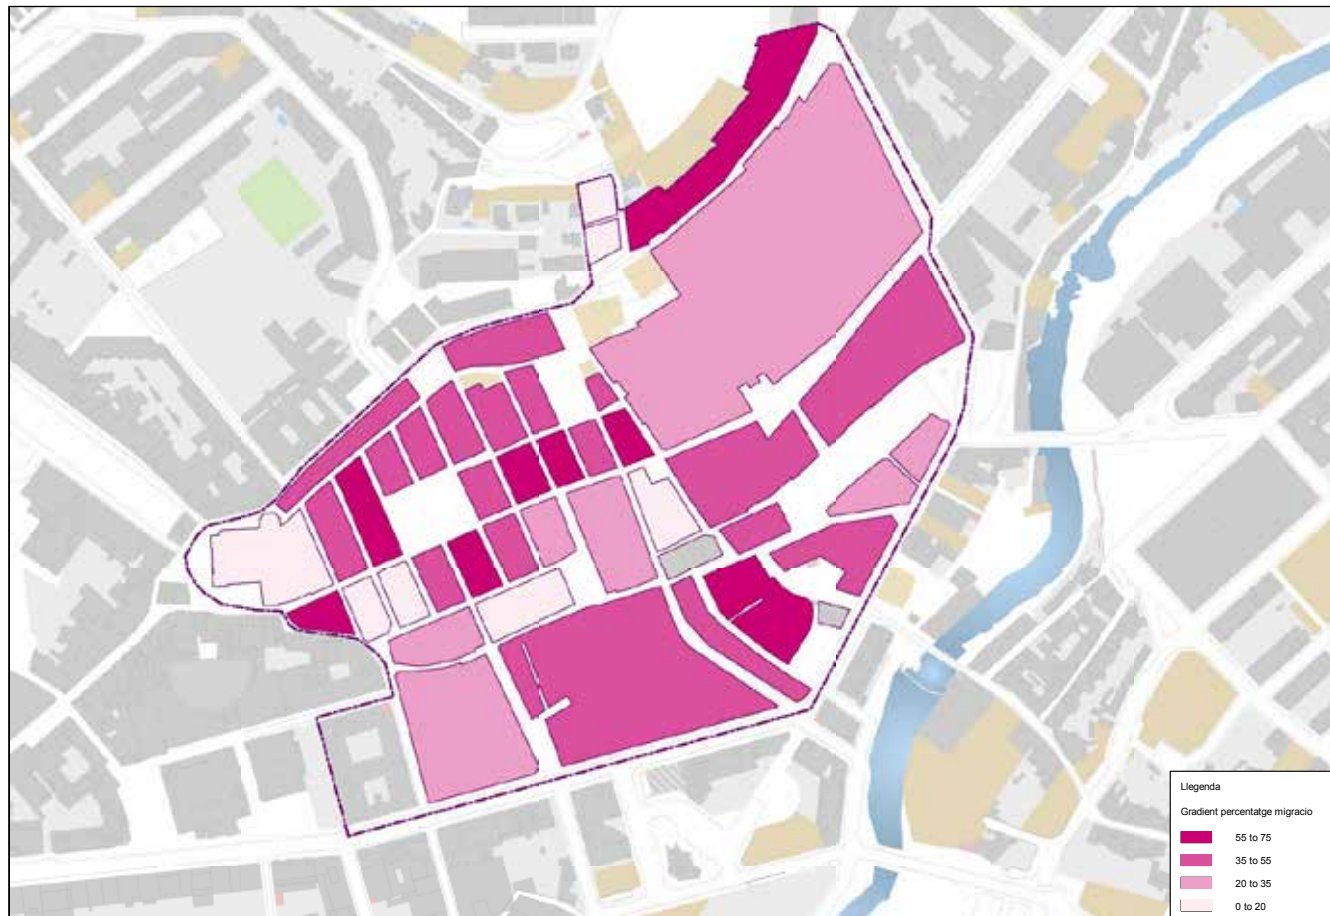 Llegenda
Gradient percentatge migracio
55 to 75
35 to 55
20 to 35
0 to 20